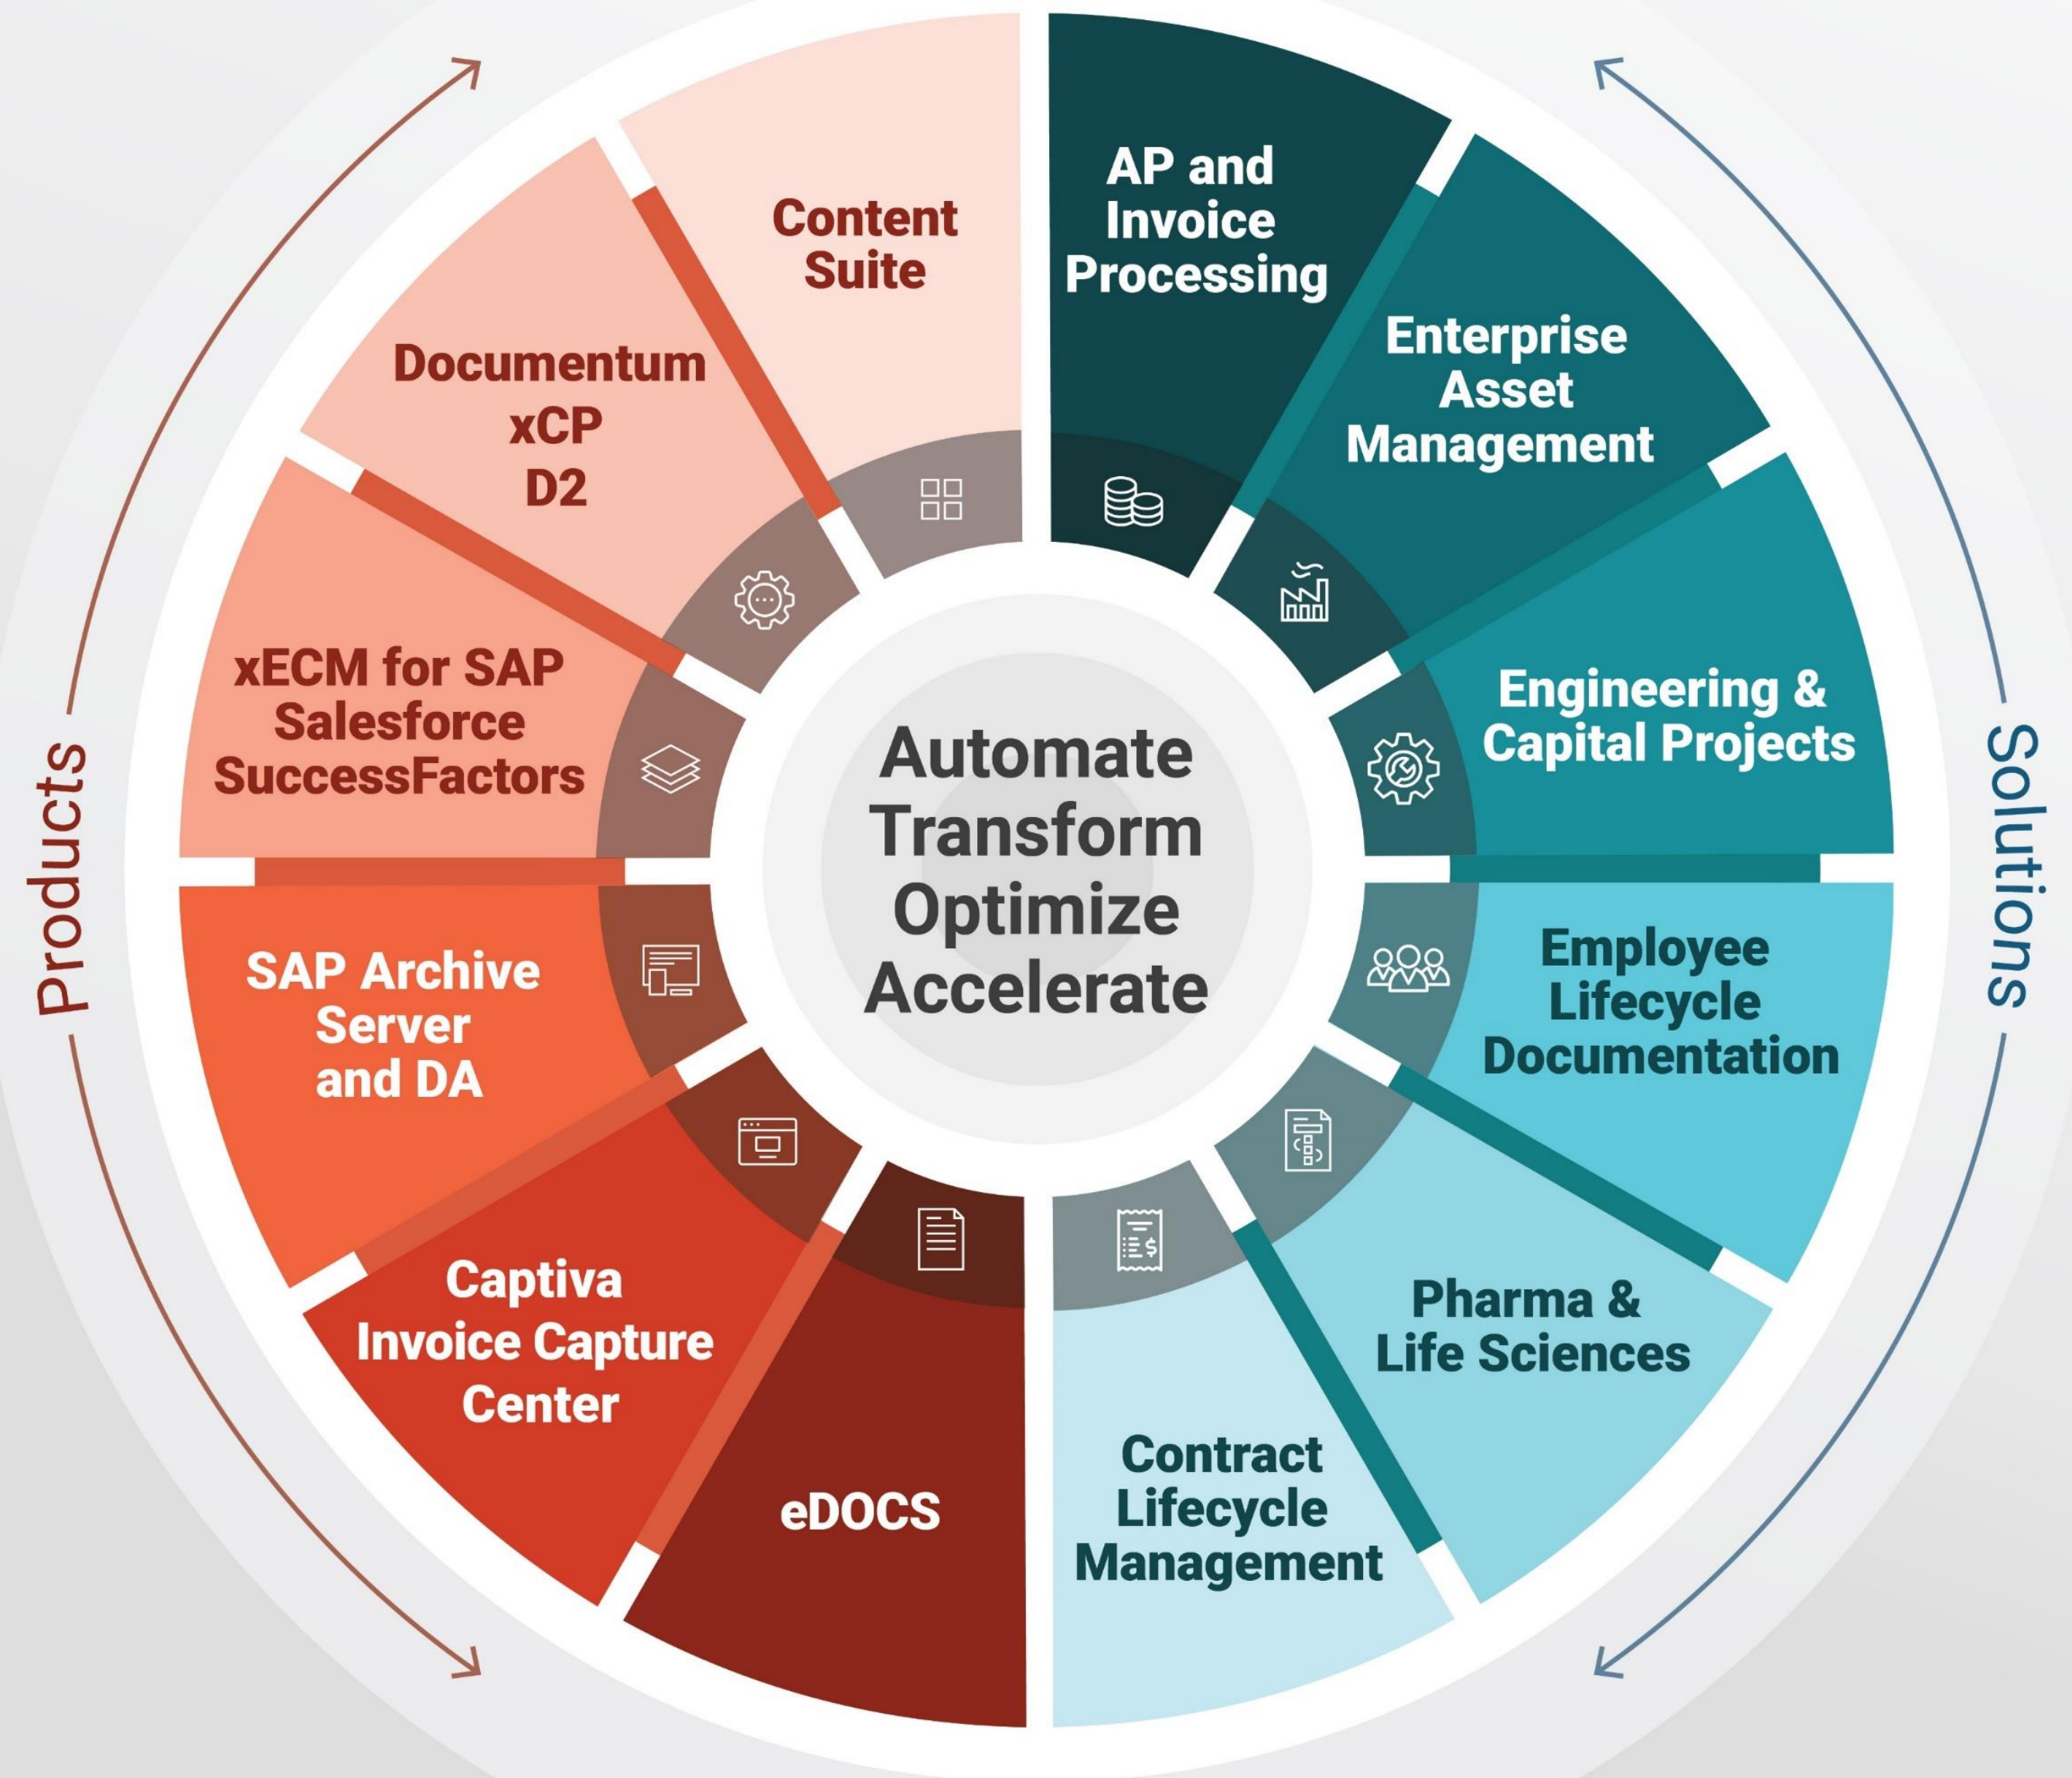 Products
Content
Suite
Documentum
xCP
D2
xECM for SAP
Salesforce
SuccessFactors
SAP Archive
Server
and DA
Captiva
Invoice Capture
Center
eDOCS
Automate
Transform
Optimize
Accelerate
AP and
Invoice
Processing
Enterprise
Asset
Management
Engineering &
Capital Projects
Employee
Lifecycle
Documentation
Pharma &
Life Sciences
Contract
Lifecycle
Management
Solutions